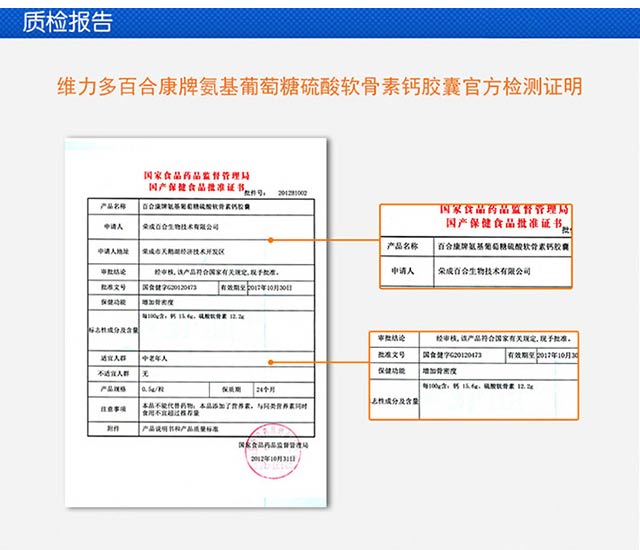 质检报告
维力多百合康牌氨基葡萄糖硫酸软骨素钙胶囊官方检测证明
国家食品药品监督管理局
国产保健食品批准证书
批件号： 201281002
产品名称 百合康牌氨基葡萄糖硫酸软骨素钙胶囊
申请人 荣成百合生物技术有限公司
申请人地址 荣成市天鹅湖经济技术开发区
审批结论 经审核，该产品符合国家有关规定，现予批准。
批准文号 国食健字G20120473 有效期至 2017年10月30日
保健功能 增加骨密度
标志性成分及含量 每100g含：钙 15.6g、硫酸软骨素 12.2g
适宜人群 中老年人
不适宜人群 无
产品规格 0.5g/粒 保质期 24个月
注意事项 本品不能代替药物；本品添加了营养素，与同类营养素同时
食用不宜超过推荐量
附件 产品说明书和产品质量标准
国家食品药品监督管理局
2012年10月31日
国家食品药品监督管理局
国产保健食品批准证书
批
产品名称 百合康牌氨基葡萄糖硫酸软骨素钙胶囊
申请人 荣成百合生物技术有限公司
审批结论 经审核，该产品符合国家有关规定，现予批准。
批准文号 国食健字G20120473 有效期至 2017年10月30
保健功能 增加骨密度
志性成分及含量 每100g含：钙 15.6g、硫酸软骨素 12.2g